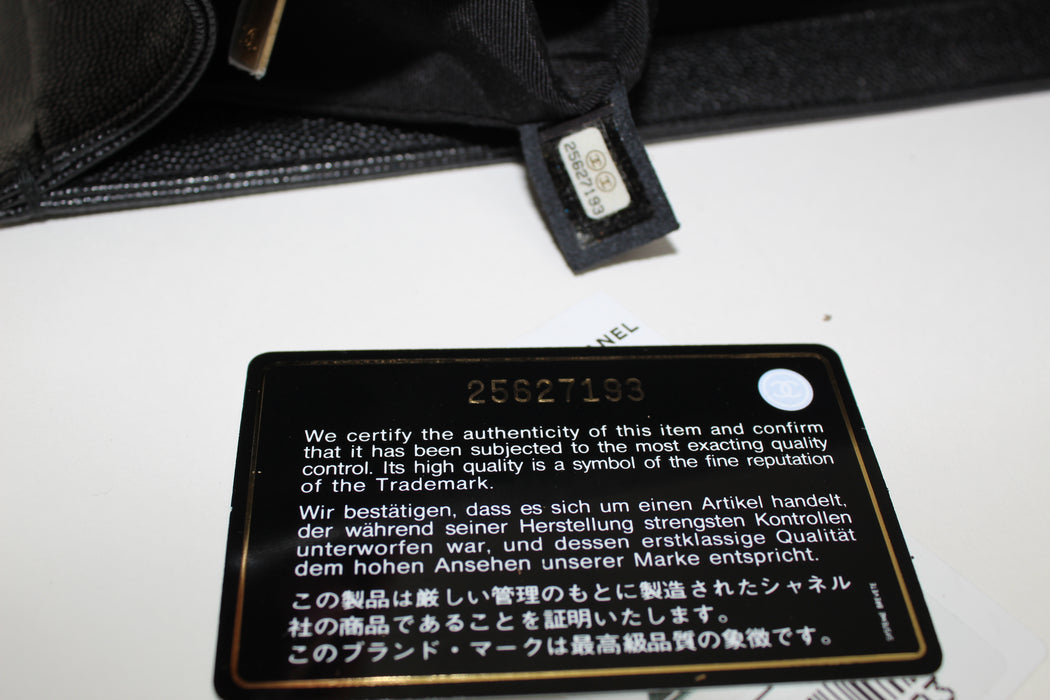 25627193
ANEL
25627193
We certify the authenticity of this item and confirm
that it has been subjected to the most exacting quality
control. Its high quality is a symbol of the fine reputation
of the Trademark.
Wir bestätigen, dass es sich um einen Artikel handelt,
der während seiner Herstellung strengsten Kontrollen
unterworfen war, und dessen erstklassige Qualität
dem hohen Ansehen unserer Marke entspricht.
この製品は厳しい管理のもとに製造されたシャネル
社の商品であることを証明いたします。
このブランド・マークは最高級品質の象徴です。